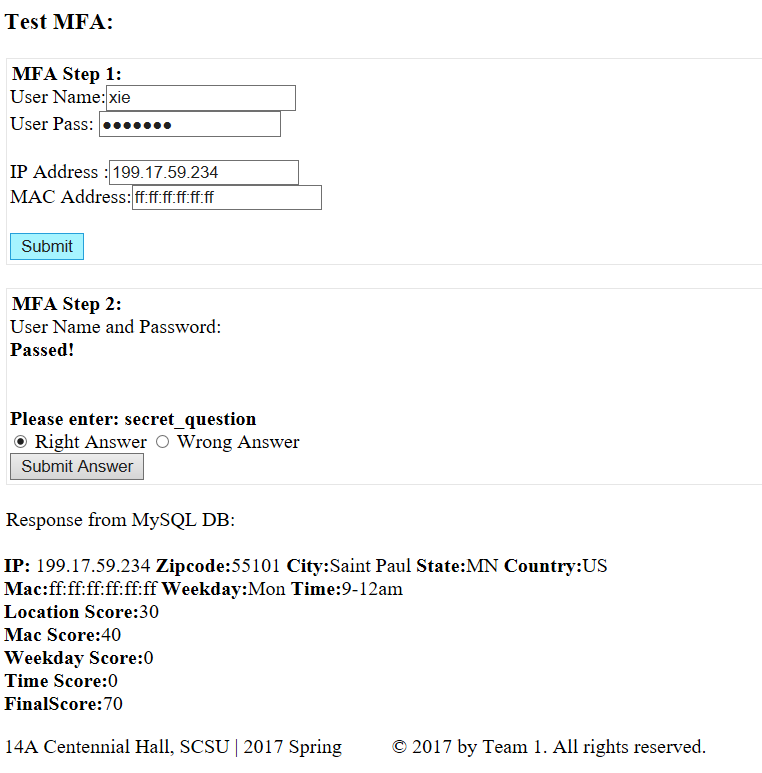 Test MFA:
MFA Step 1:
User Name:xie
User Pass: ●●●●●●●
IP Address :199.17.59.234
MAC Address:ff:ff:ff:ff:ff:ff
Submit
MFA Step 2:
User Name and Password:
Passed!
Please enter: secret_question
Right Answer Wrong Answer
Submit Answer
Response from MySQL DB:
IP: 199.17.59.234 Zipcode:55101 City:Saint Paul State:MN Country:US
Mac:ff:ff:ff:ff:ff:ff Weekday:Mon Time:9-12am
Location Score:30
Mac Score:40
Weekday Score:0
Time Score:0
FinalScore:70
14A Centennial Hall, SCSU | 2017 Spring © 2017 by Team 1. All rights reserved.